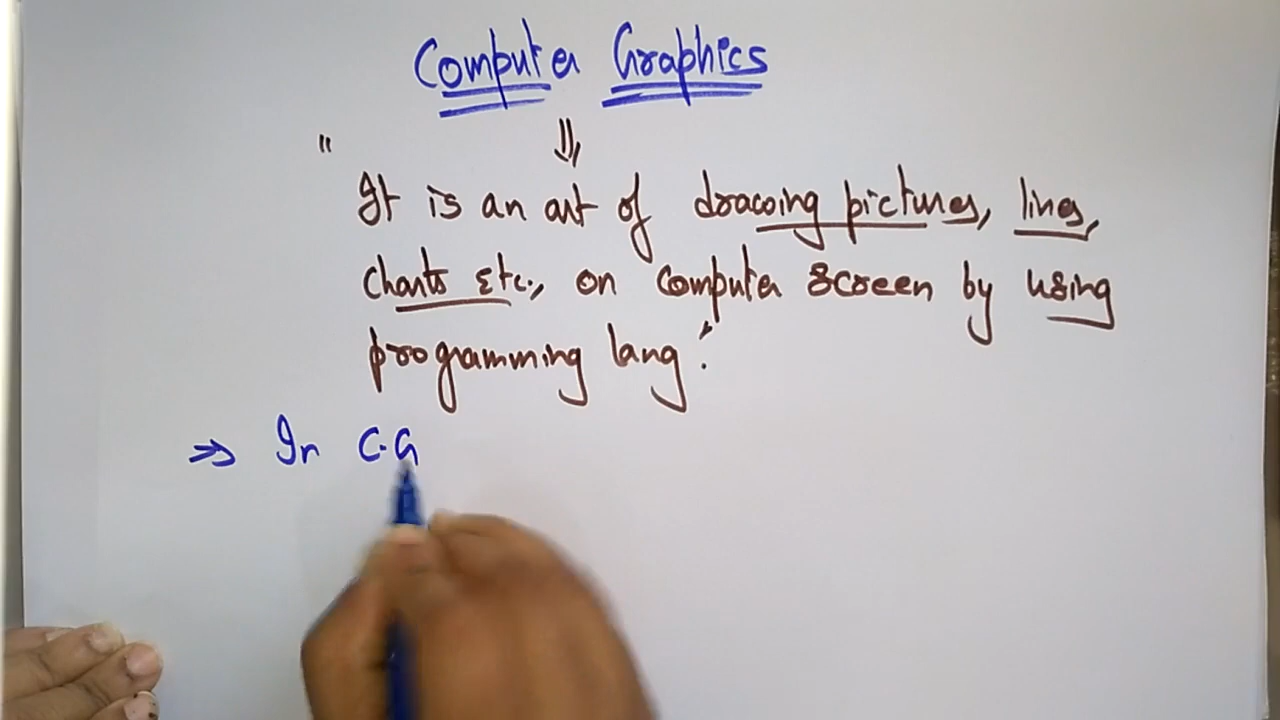 Computer Graphics
⇓
" It is an art of drawing pictures, lines,
charts Etc., on computer screen by using
programming lang".
⇒ In C.G